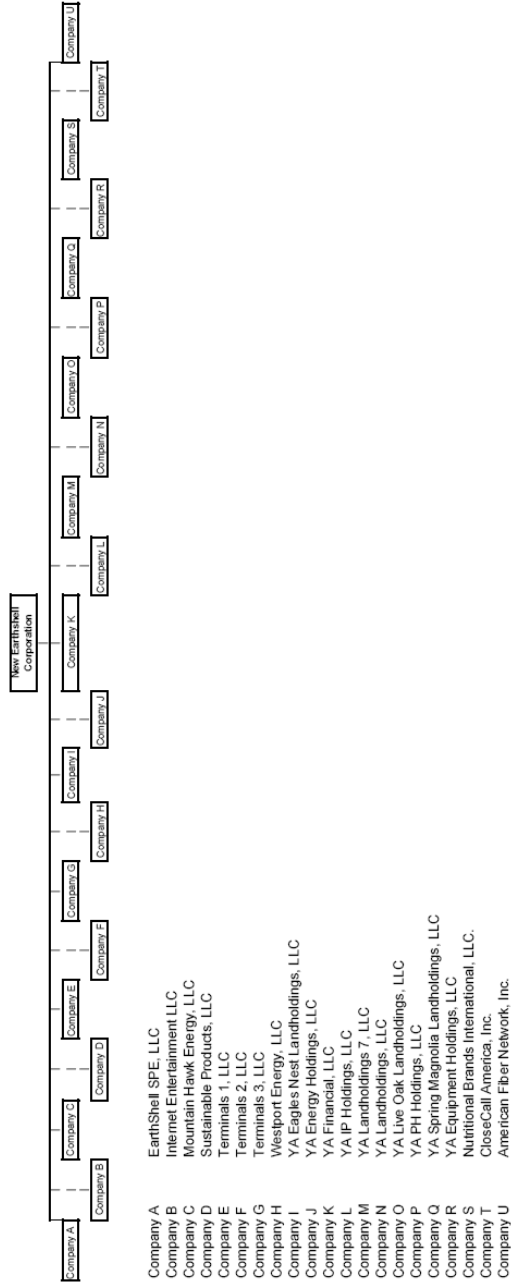 New Earthshell
Corporation
Company A
Company B
Company C
Company D
Company E
Company F
Company G
Company H
Company I
Company J
Company K
Company L
Company M
Company N
Company O
Company P
Company Q
Company R
Company S
Company T
Company U
Company A EarthShell SPE, LLC
Company B Internet Entertainment LLC
Company C Mountain Hawk Energy, LLC
Company D Sustainable Products, LLC
Company E Terminals 1, LLC
Company F Terminals 2, LLC
Company G Terminals 3, LLC
Company H Westport Energy, LLC
Company I YA Eagles Nest Landholdings, LLC
Company J YA Energy Holdings, LLC
Company K YA Financial, LLC
Company L YA IP Holdings, LLC
Company M YA Landholdings 7, LLC
Company N YA Landholdings, LLC
Company O YA Live Oak Landholdings, LLC
Company P YA PH Holdings, LLC
Company Q YA Spring Magnolia Landholdings, LLC
Company R YA Equipment Holdings, LLC
Company S Nutritional Brands International, LLC.
Company T CloseCall America, Inc.
Company U American Fiber Network, Inc.